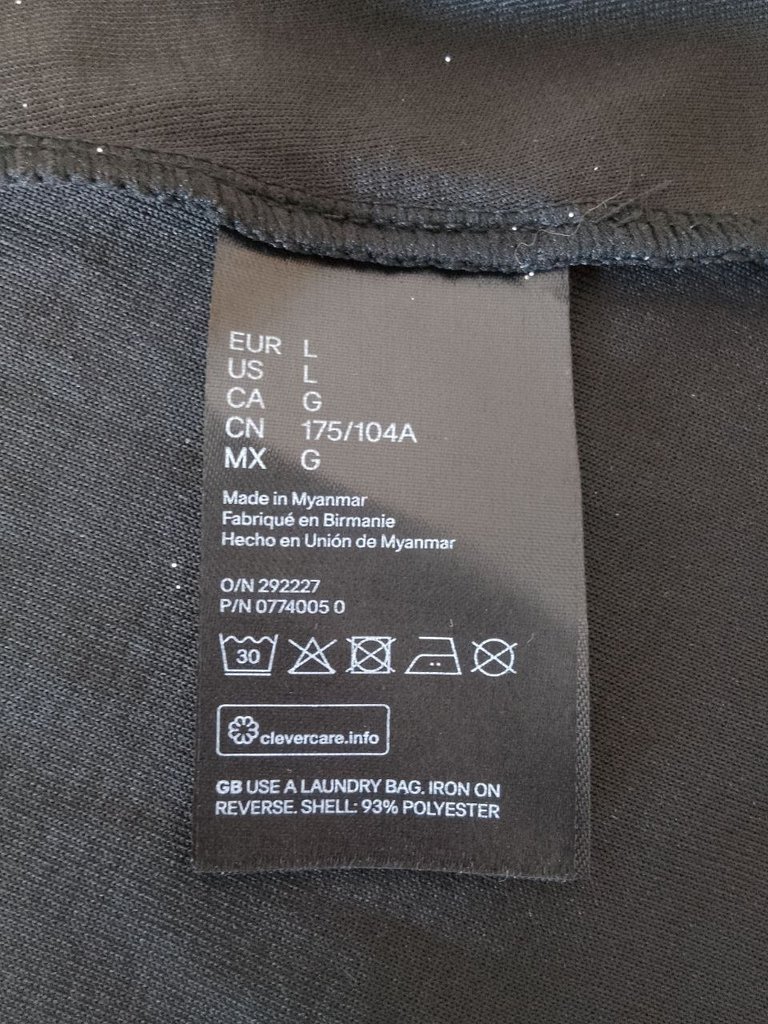 EUR L
US L
CA G
CN 175/104A
MX G
Made in Myanmar
Fabriqué en Birmanie
Hecho en Unión de Myanmar
O/N 292227
P/N 0774005 0
30
clevercare.info
GB USE A LAUNDRY BAG. IRON ON
REVERSE. SHELL: 93% POLYESTER